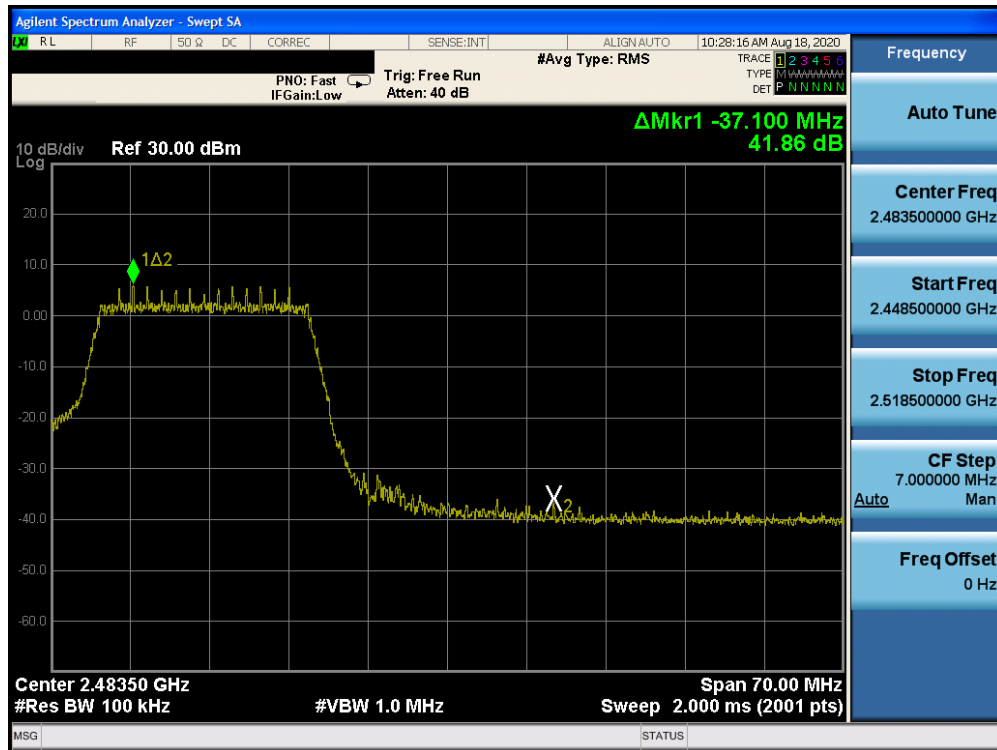 Agilent Spectrum Analyzer - Swept SA
LXI RL RF 50 Ω DC CORREC SENSE:INT ALIGNAUTO 10:28:16 AM Aug 18, 2020
Frequency
#Avg Type: RMS
TRACE 1 2 3 4 5 6
PNO: Fast Trig: Free Run
TYPE M
IFGain:Low Atten: 40 dB
DET P N N N N N
Auto Tune
ΔMkr1 -37.100 MHz
41.86 dB
10 dB/div Ref 30.00 dBm
Log
20.0
10.0
0.00
-10.0
-20.0
-30.0
-40.0
-50.0
-60.0
1Δ2
X2
Center Freq
2.483500000 GHz
Start Freq
2.448500000 GHz
Stop Freq
2.518500000 GHz
CF Step
7.000000 MHz
Auto Man
Freq Offset
0 Hz
Center 2.48350 GHz Span 70.00 MHz
#Res BW 100 kHz #VBW 1.0 MHz Sweep 2.000 ms (2001 pts)
MSG STATUS